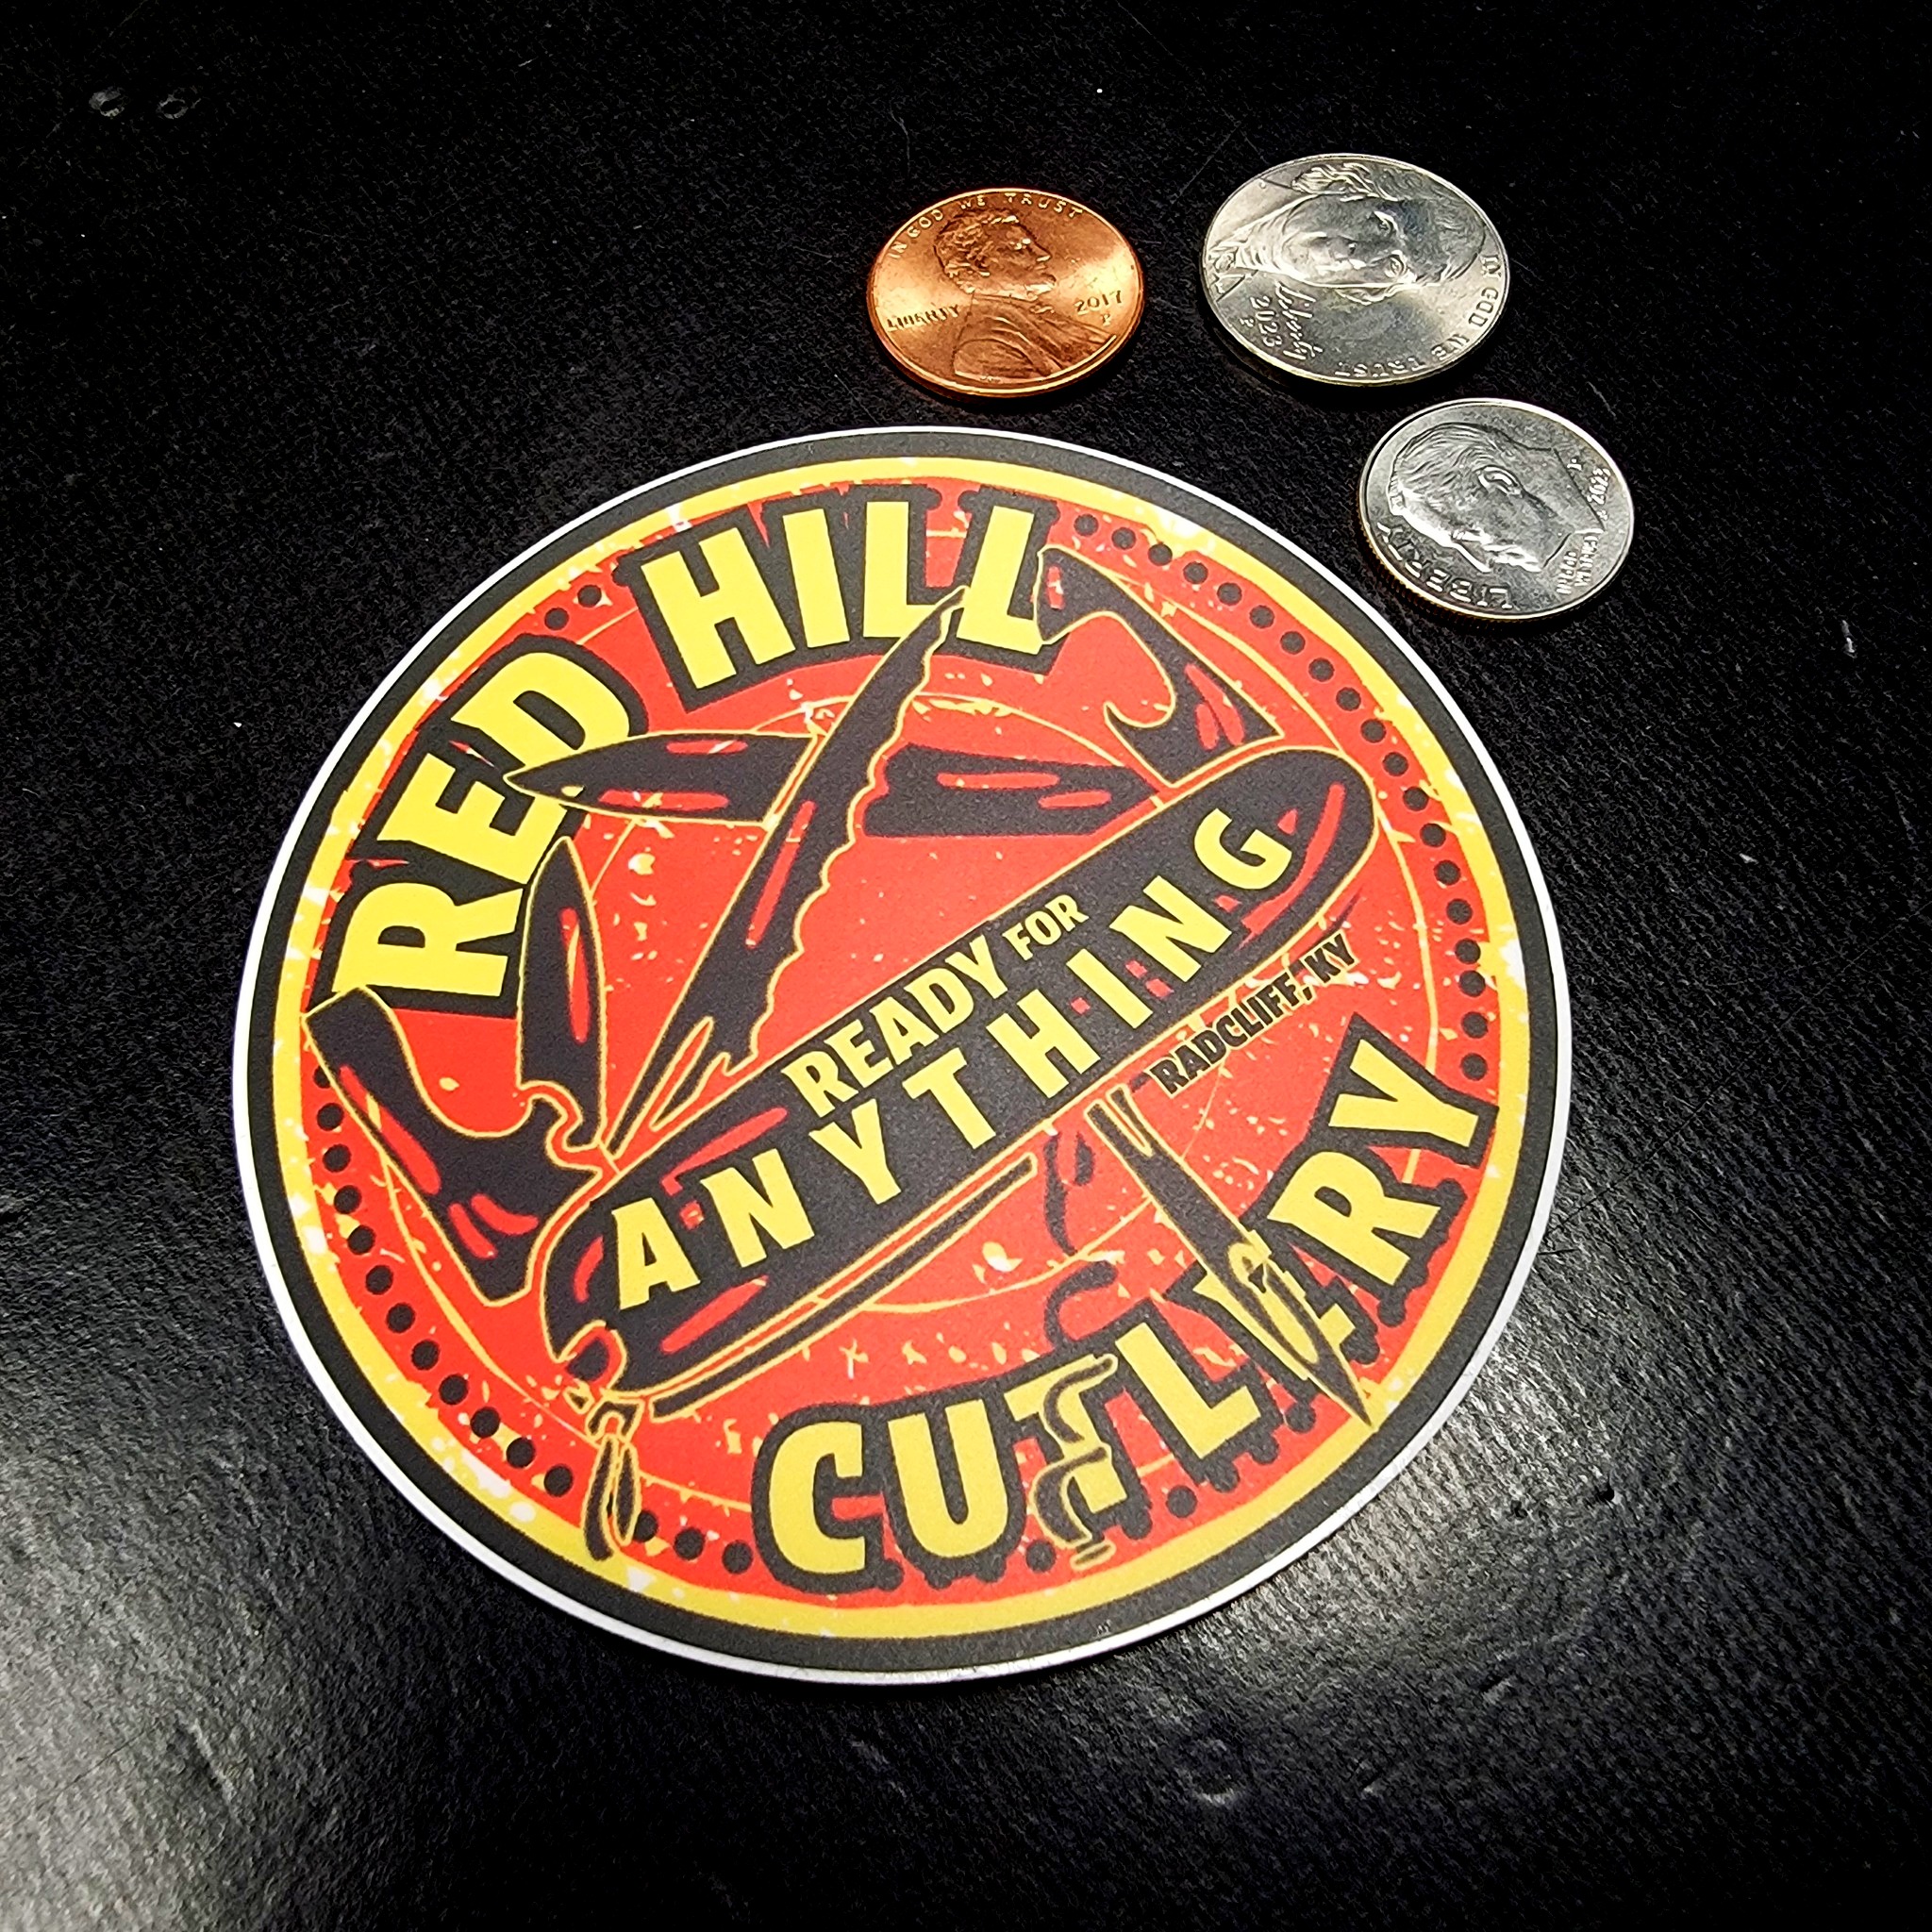 IN GOD WE TRUST
LIBERTY
2017
P
IN GOD WE TRUST
Liberty
2023
P
LIBERTY
P
2023
RED HILL
READY FOR
ANYTHING
RADCLIFF, KY
CUTLERY